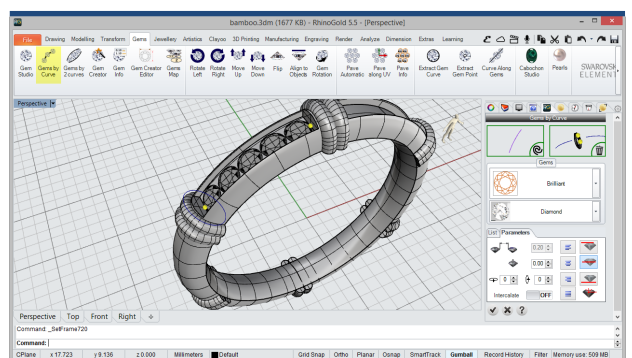 bamboo.3dm (1677 KB) - RhinoGold 5.5 - [Perspective]
File Drawing Modelling Transform Gems Jewellery Artistics Clayoo 3D Printing Manufacturing Engraving Render Analyze Dimension Extras Learning
Gem Studio Gems by Curve Gems by 2 curves Gem Creator Gem Info Gem Creator Editor Gems Map Rotate Left Rotate Right Move Up Move Down Flip Align to Objects Gem Rotation Pave Automatic Pave along UV Pave Info Extract Gem Curve Extract Gem Point Curve Along Gems Cabochon Studio Pearls SWAROVSK ELEMENT
Perspective
Gems by Curve
Gems
Brilliant
Diamond
List Parameters
0,20
0.00
0 0
Intercalate OFF
Perspective Top Front Right
Command: _SetFrame720
Command:
CPlane x 17.723 y 9.136 z 0.000 Millimeters Default Grid Snap Ortho Planar Osnap SmartTrack Gumball Record History Filter Memory use: 509 MB